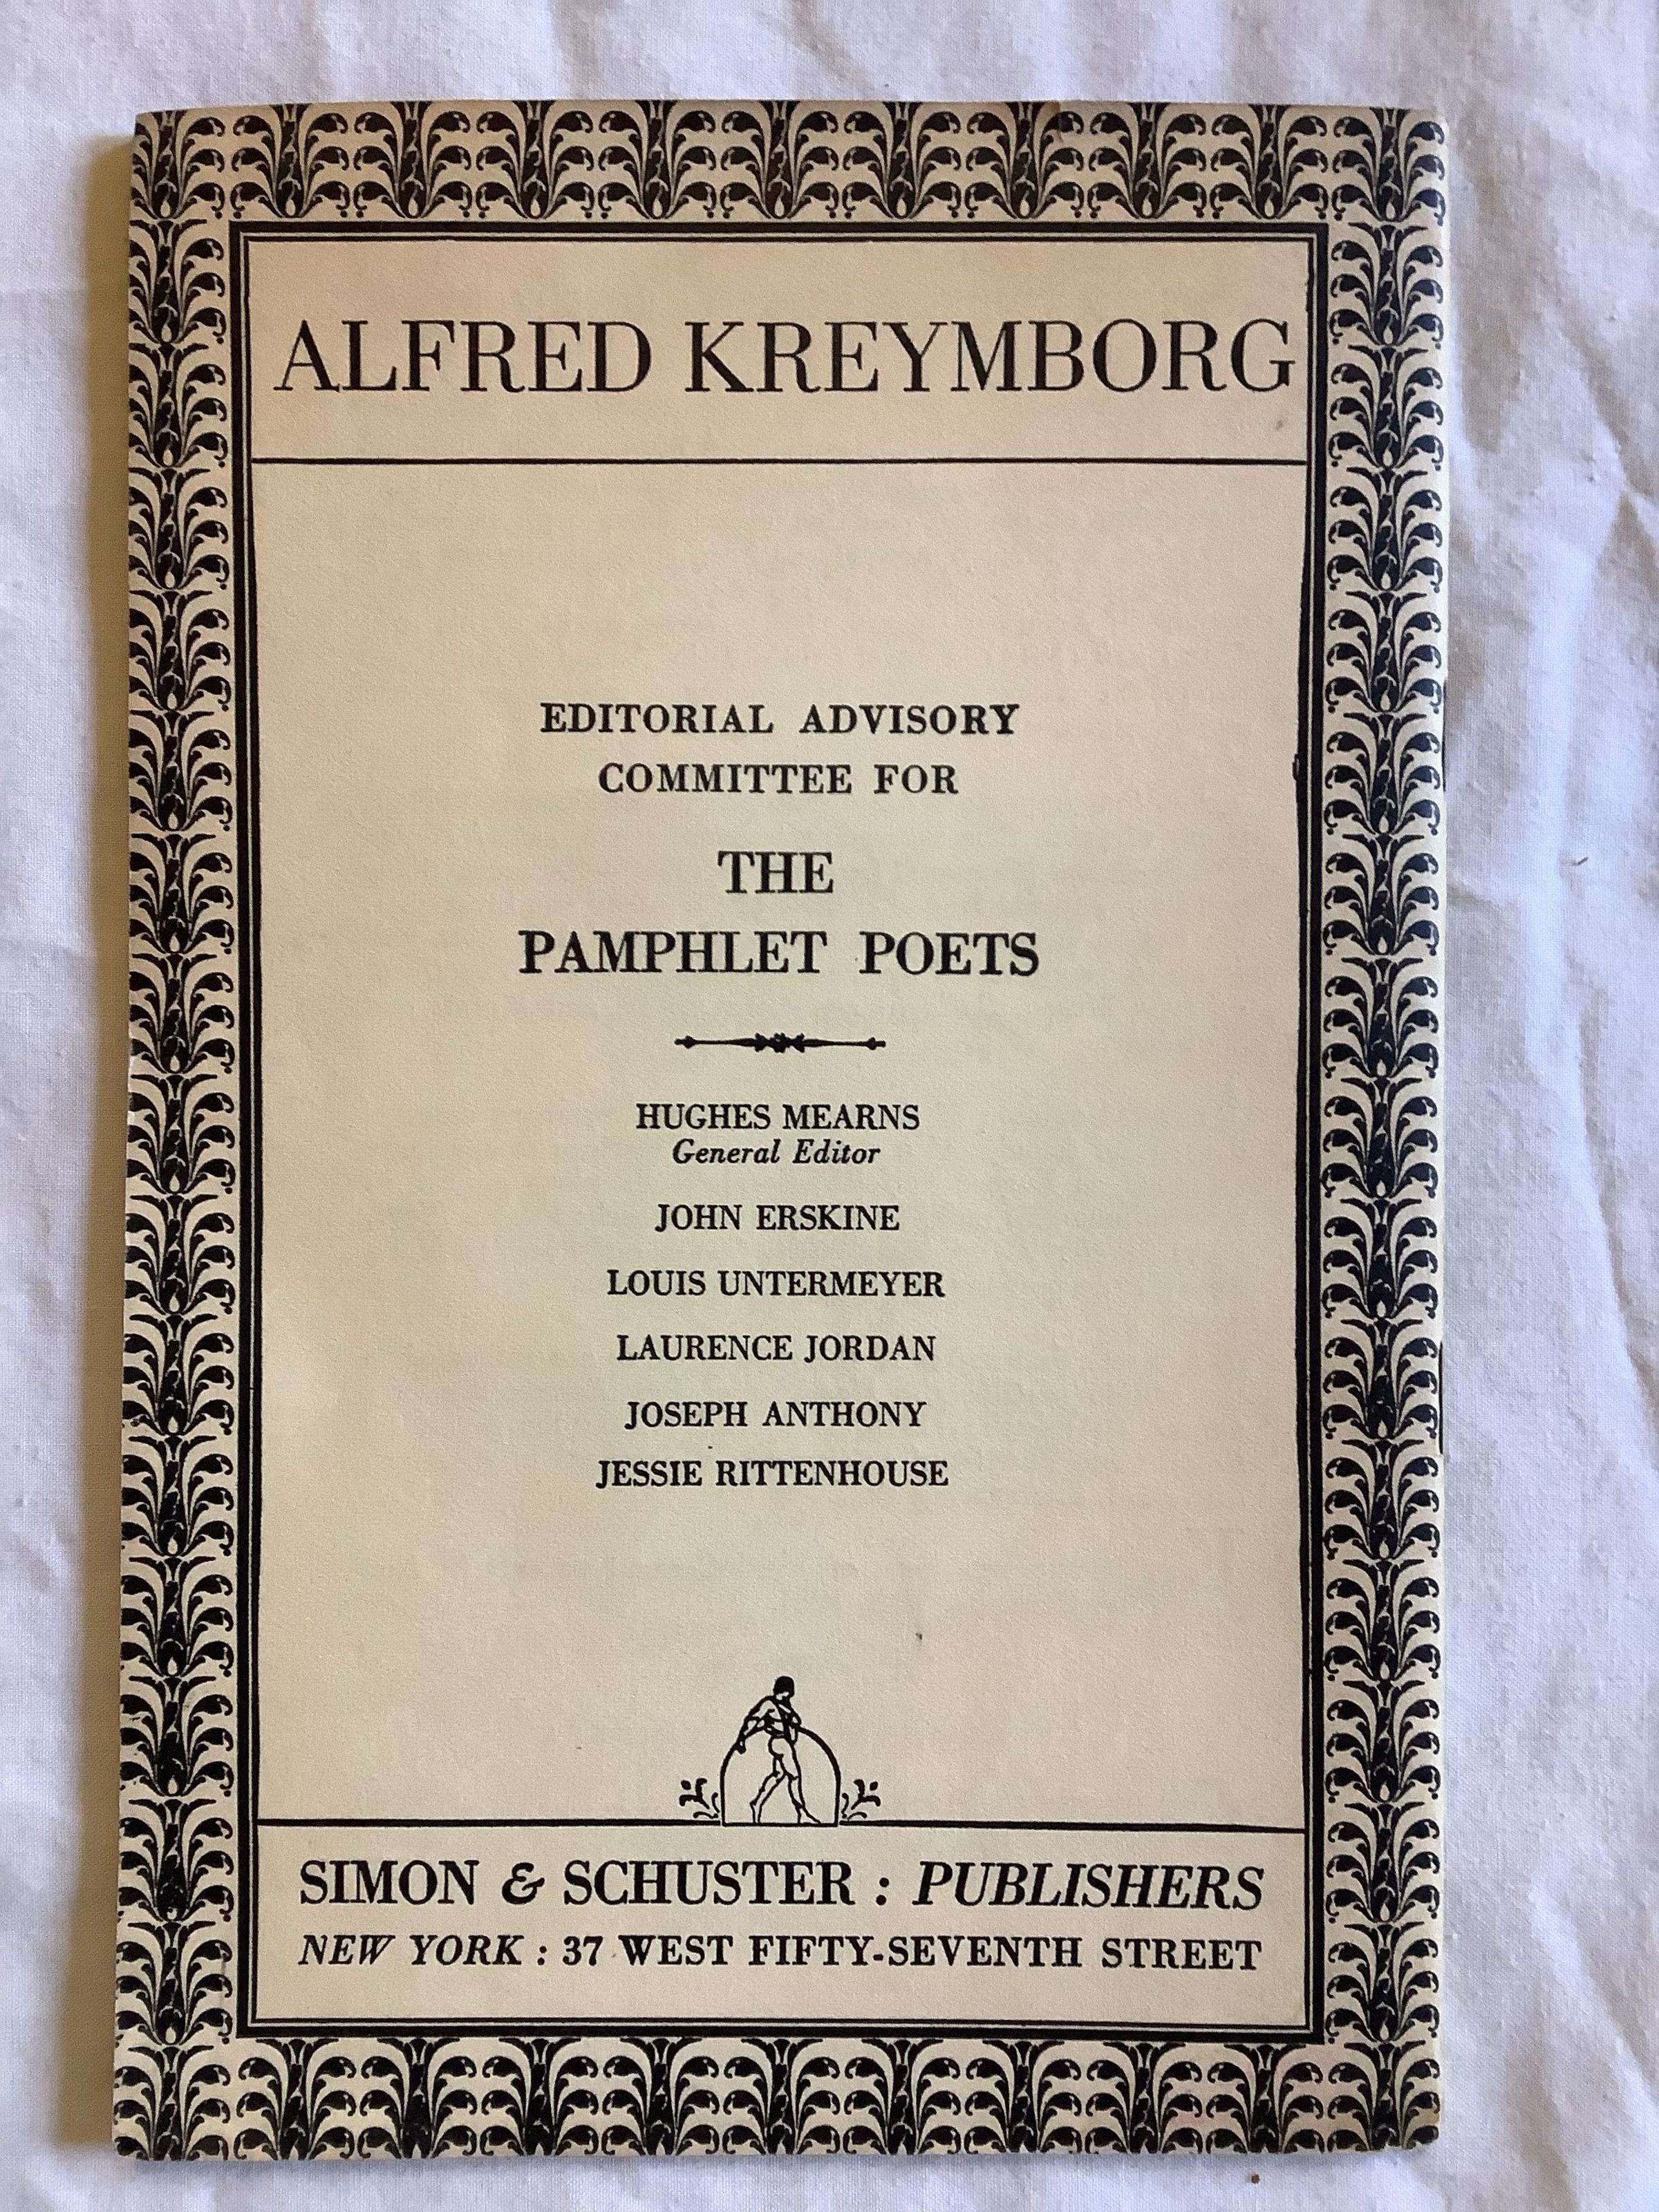 ALFRED KREYMBORG
EDITORIAL ADVISORY
COMMITTEE FOR
THE
PAMPHLET POETS
HUGHES MEARNS
General Editor
JOHN ERSKINE
LOUIS UNTERMEYER
LAURENCE JORDAN
JOSEPH ANTHONY
JESSIE RITTENHOUSE
SIMON & SCHUSTER : PUBLISHERS
NEW YORK : 37 WEST FIFTY-SEVENTH STREET